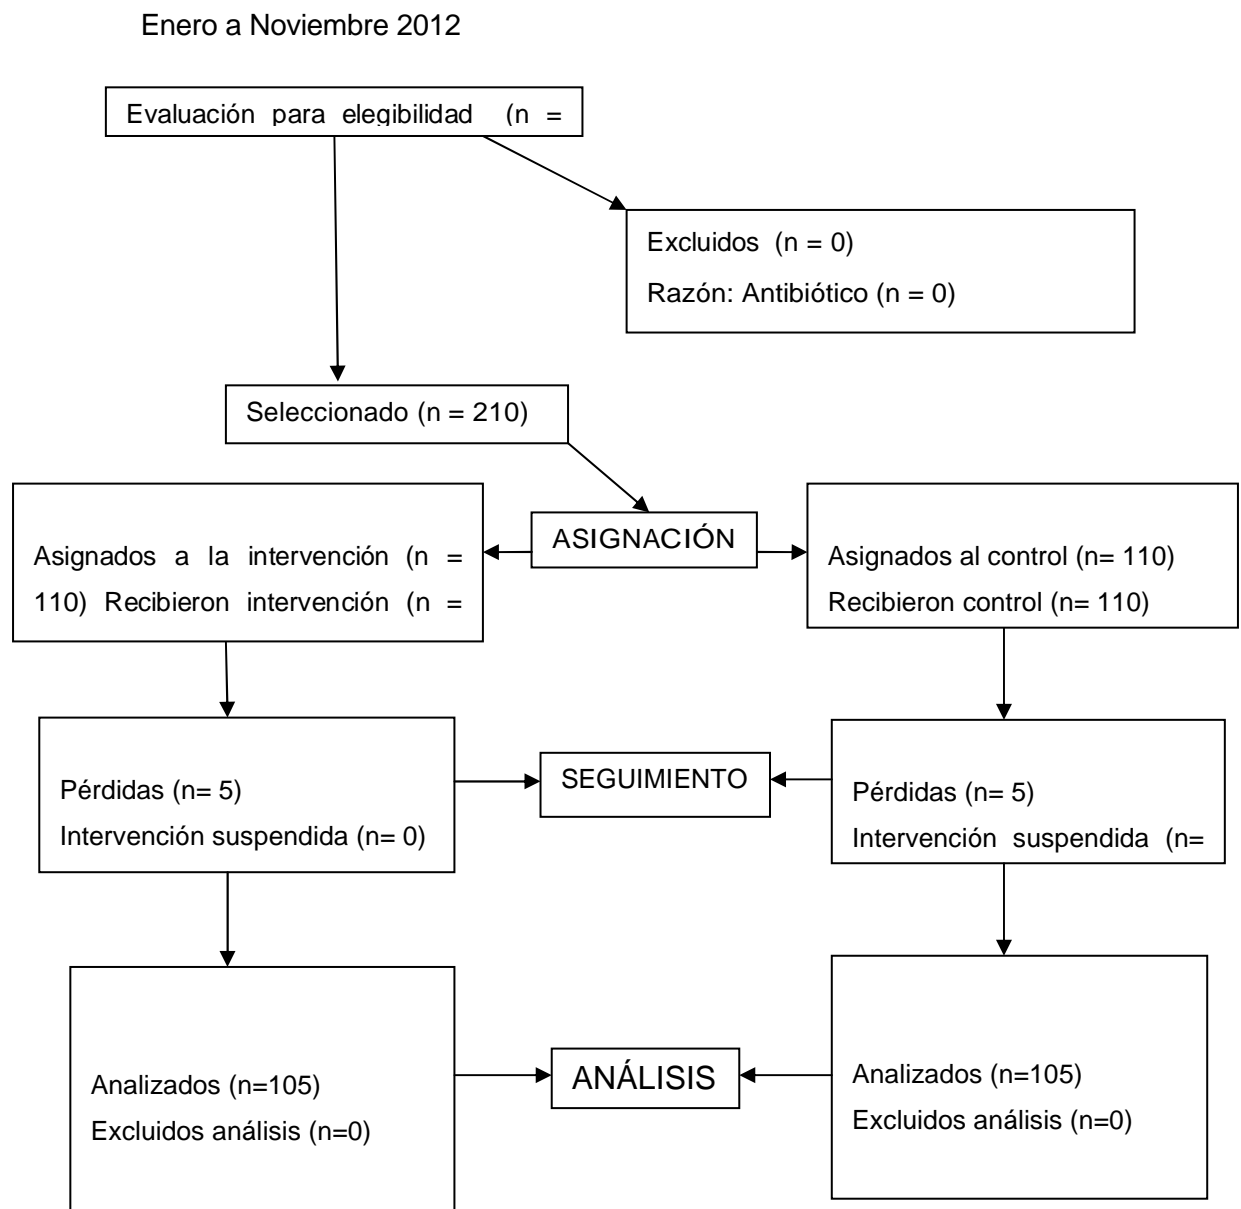 Enero a Noviembre 2012
Evaluación para elegibilidad (n =
Excluidos (n = 0)
Razón: Antibiótico (n = 0)
Seleccionado (n = 210)
ASIGNACIÓN
Asignados a la intervención (n =
110) Recibieron intervención (n =
Asignados al control (n= 110)
Recibieron control (n= 110)
Pérdidas (n= 5)
Intervención suspendida (n= 0)
SEGUIMIENTO
Pérdidas (n= 5)
Intervención suspendida (n=
Analizados (n=105)
Excluidos análisis (n=0)
ANÁLISIS
Analizados (n=105)
Excluidos análisis (n=0)